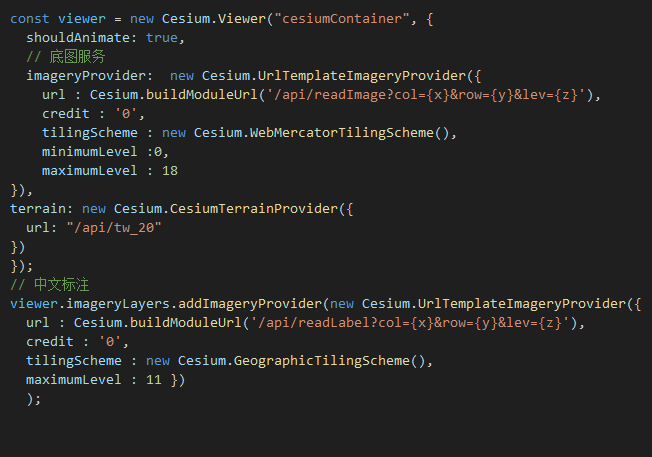 const viewer = new Cesium.Viewer("cesiumContainer", {
shouldAnimate: true,
// 底图服务
imageryProvider: new Cesium.UrlTemplateImageryProvider({
url : Cesium.buildModuleUrl('/api/readImage?col={x}&row={y}&lev={z}'),
credit : '0',
tilingScheme : new Cesium.WebMercatorTilingScheme(),
minimumLevel :0,
maximumLevel : 18
}),
terrain: new Cesium.CesiumTerrainProvider({
url: "/api/tw_20"
})
});
// 中文标注
viewer.imageryLayers.addImageryProvider(new Cesium.UrlTemplateImageryProvider({
url : Cesium.buildModuleUrl('/api/readLabel?col={x}&row={y}&lev={z}'),
credit : '0',
tilingScheme : new Cesium.GeographicTilingScheme(),
maximumLevel : 11 })
);